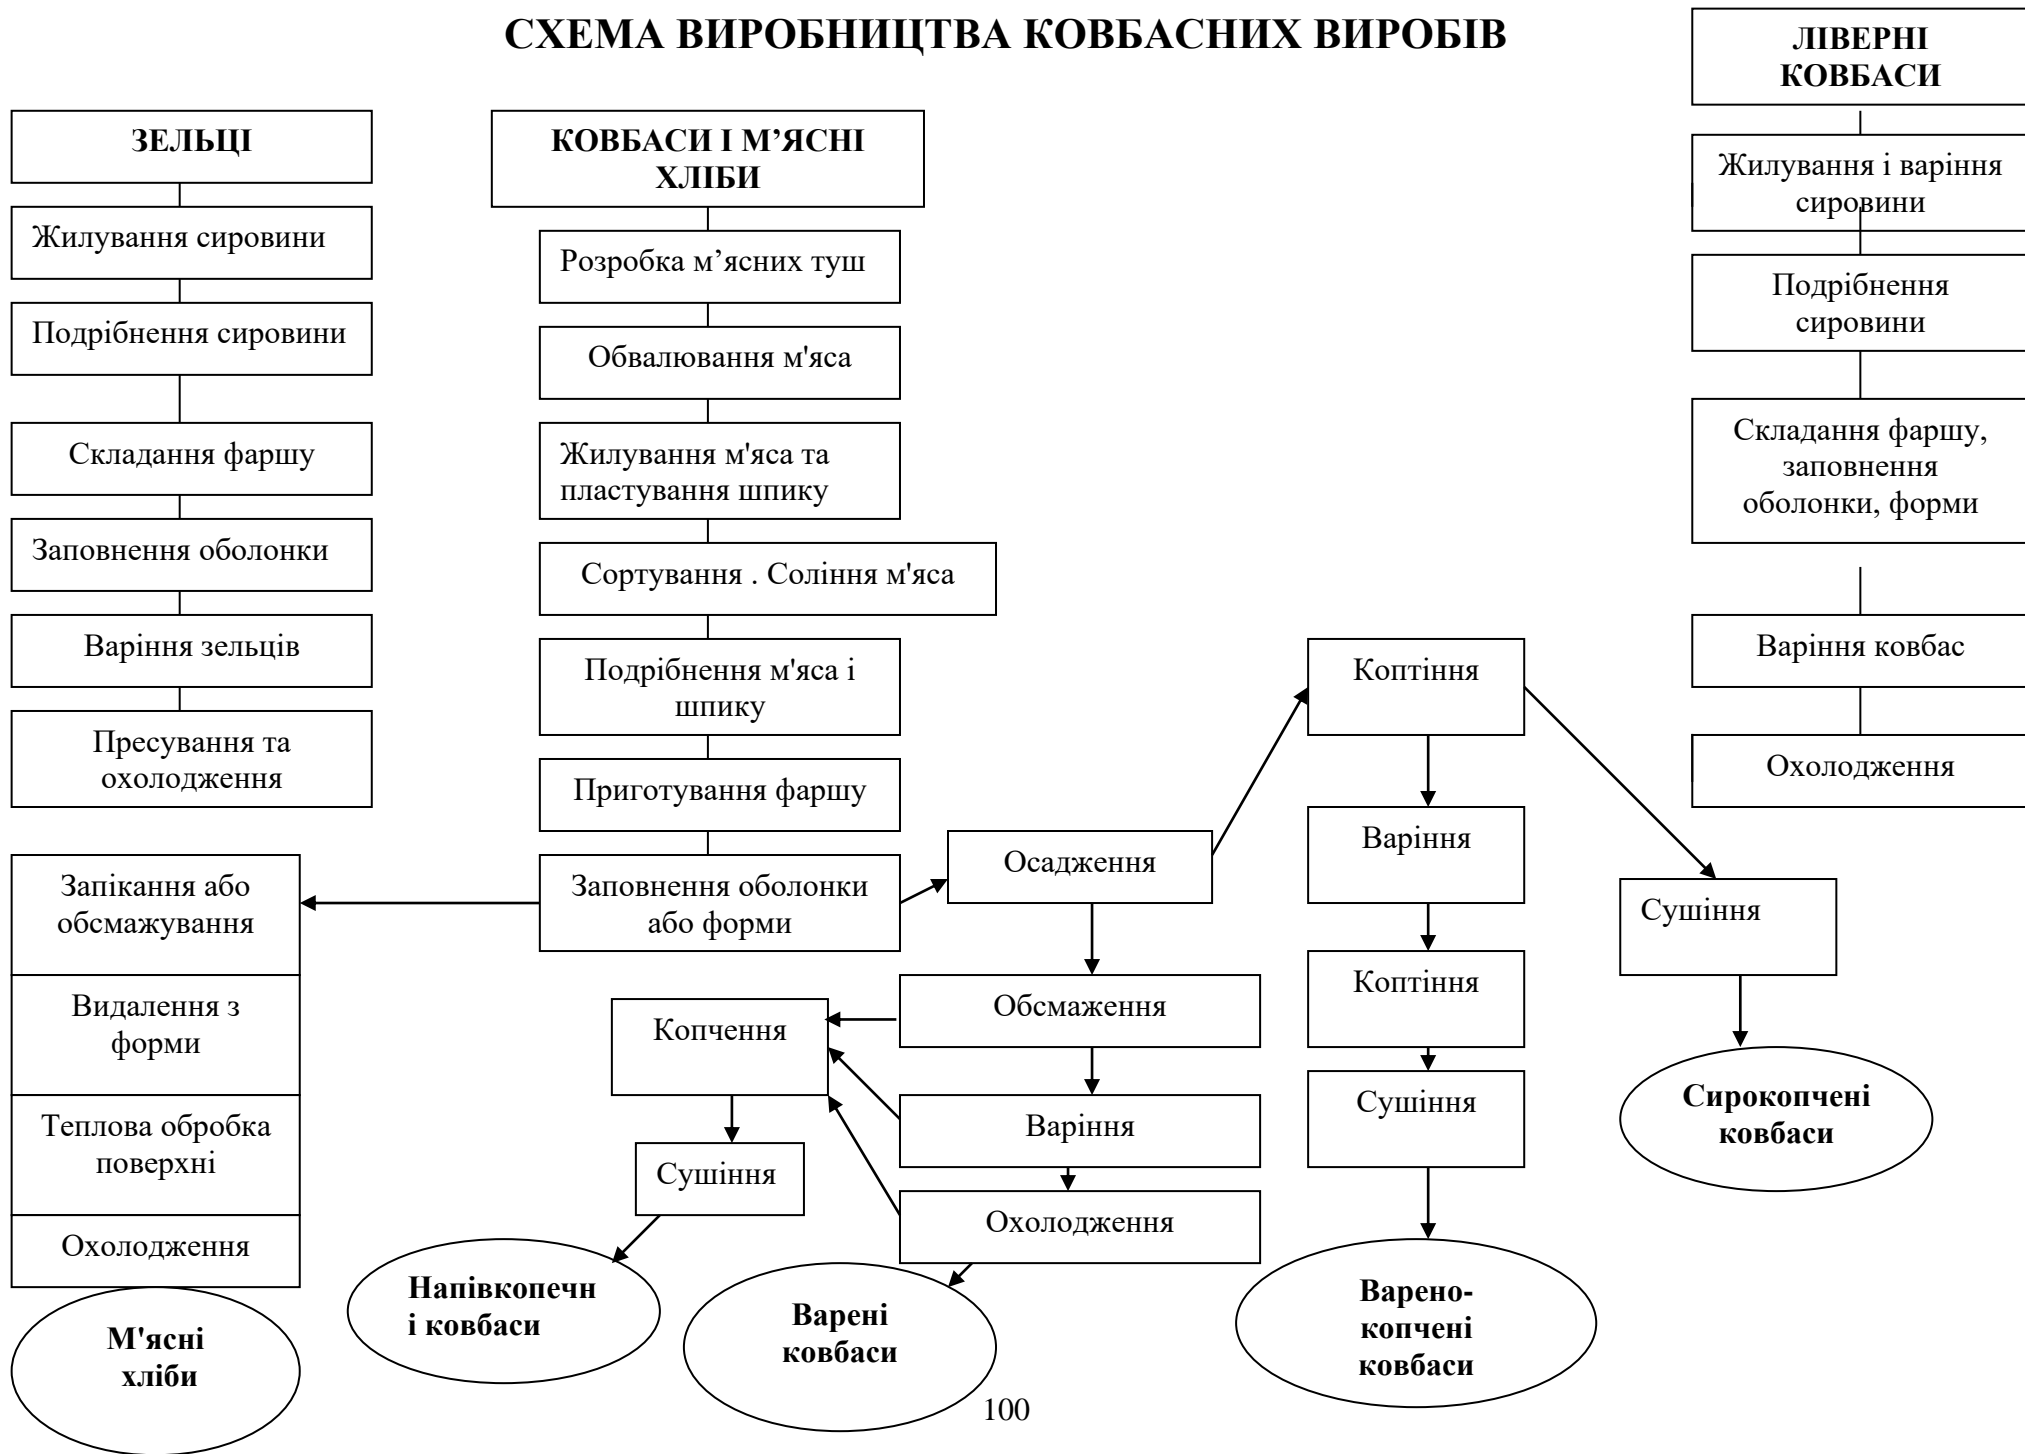 СХЕМА ВИРОБНИЦТВА КОВБАСНИХ ВИРОБІВ
ЗЕЛЬЦІ
Жилування сировини
Подрібнення сировини
Складання фаршу
Заповнення оболонки
Варіння зельців
Пресування та
охолодження
КОВБАСИ І М’ЯСНІ
ХЛІБИ
Розробка м’ясних туш
Обвалювання м'яса
Жилування м'яса та
пластування шпику
Сортування . Соління м'яса
Подрібнення м'яса і
шпику
Приготування фаршу
Заповнення оболонки
або форми
Запікання або
обсмажування
Видалення з
форми
Теплова обробка
поверхні
Охолодження
М'ясні
хліби
Осадження
Обсмаження
Варіння
Охолодження
Варені
ковбаси
Копчення
Сушіння
Напівкопечн
і ковбаси
Коптіння
Варіння
Коптіння
Сушіння
Варено-
копчені
ковбаси
Сушіння
Сирокопчені
ковбаси
ЛІВЕРНІ
КОВБАСИ
Жилування і варіння
сировини
Подрібнення
сировини
Складання фаршу,
заповнення
оболонки, форми
Варіння ковбас
Охолодження
100